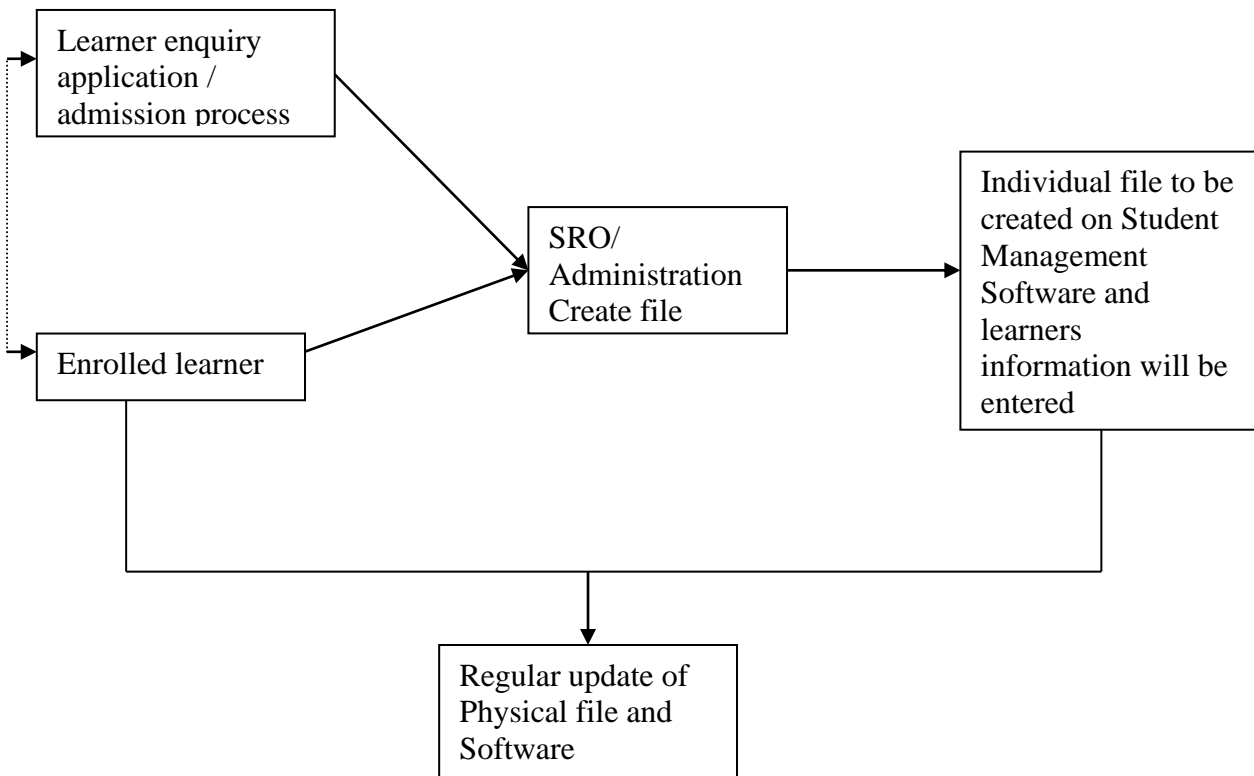 Learner enquiry
application /
admission process
SRO/
Administration
Create file
Individual file to be
created on Student
Management
Software and
learners
information will be
entered
Enrolled learner
Regular update of
Physical file and
Software